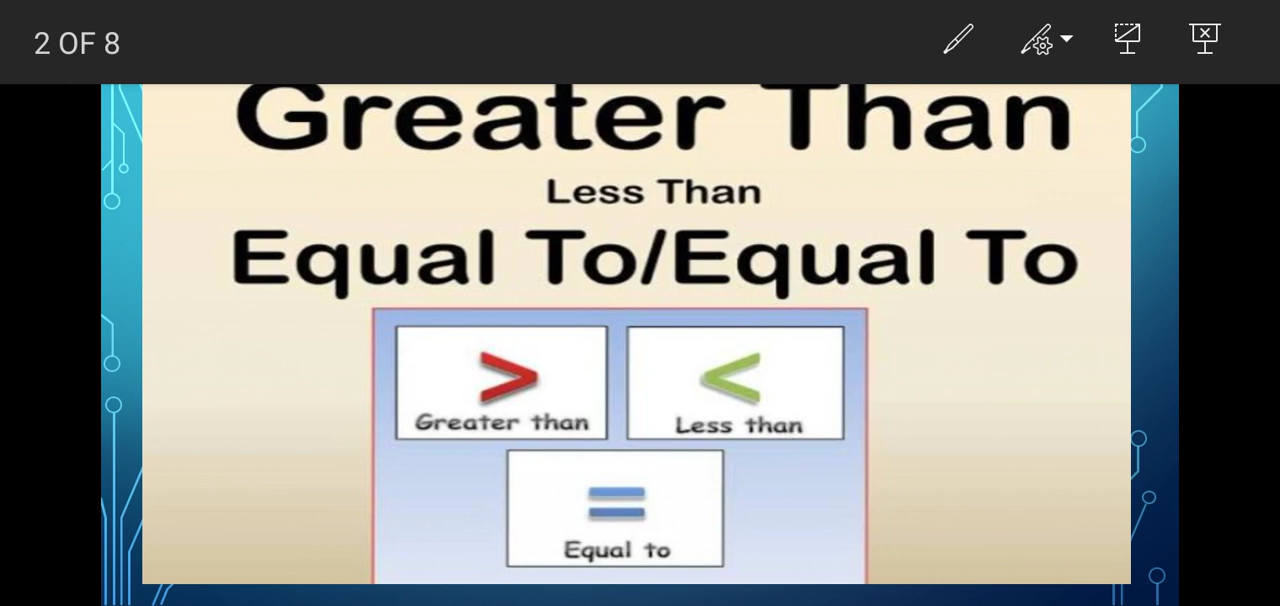 2 OF 8
Greater Than
Less Than
Equal To/Equal To
> <
Greater than Less than
=
Equal to